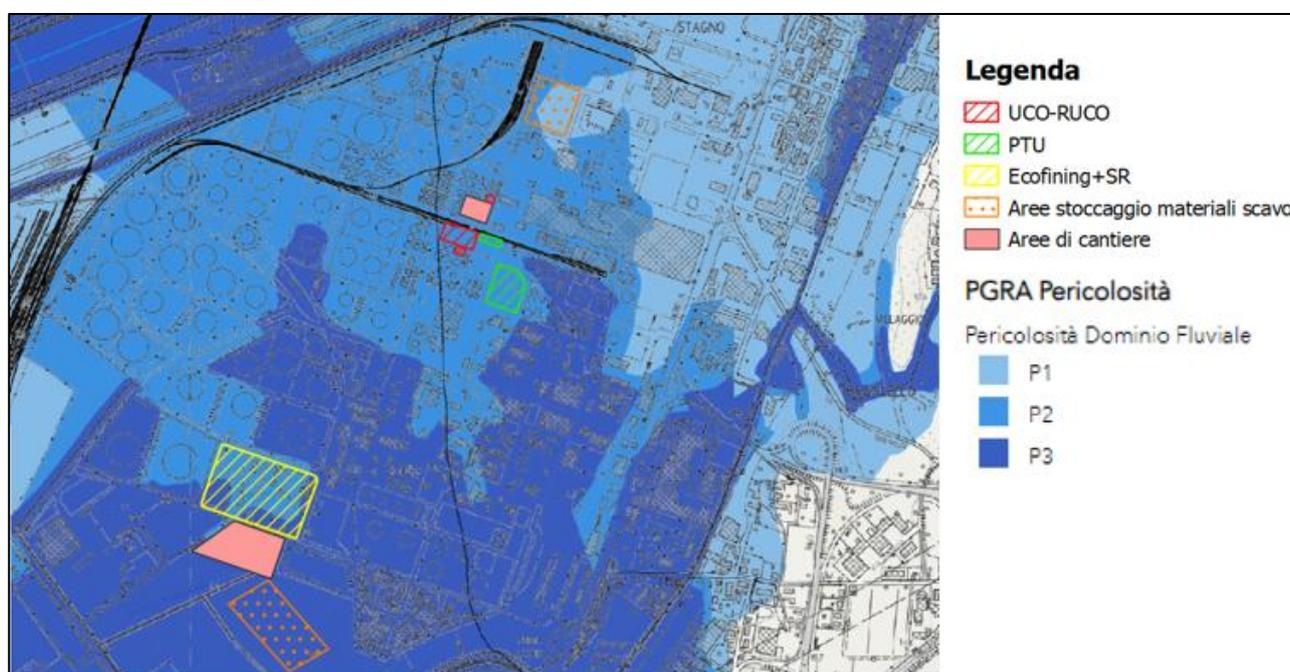 STAGNO
VILLAGGIO
Legenda
UCO-RUCO
PTU
Ecofining+SR
Aree stoccaggio materiali scavo
Aree di cantiere
PGRA Pericolosità
Pericolosità Dominio Fluviale
P1
P2
P3